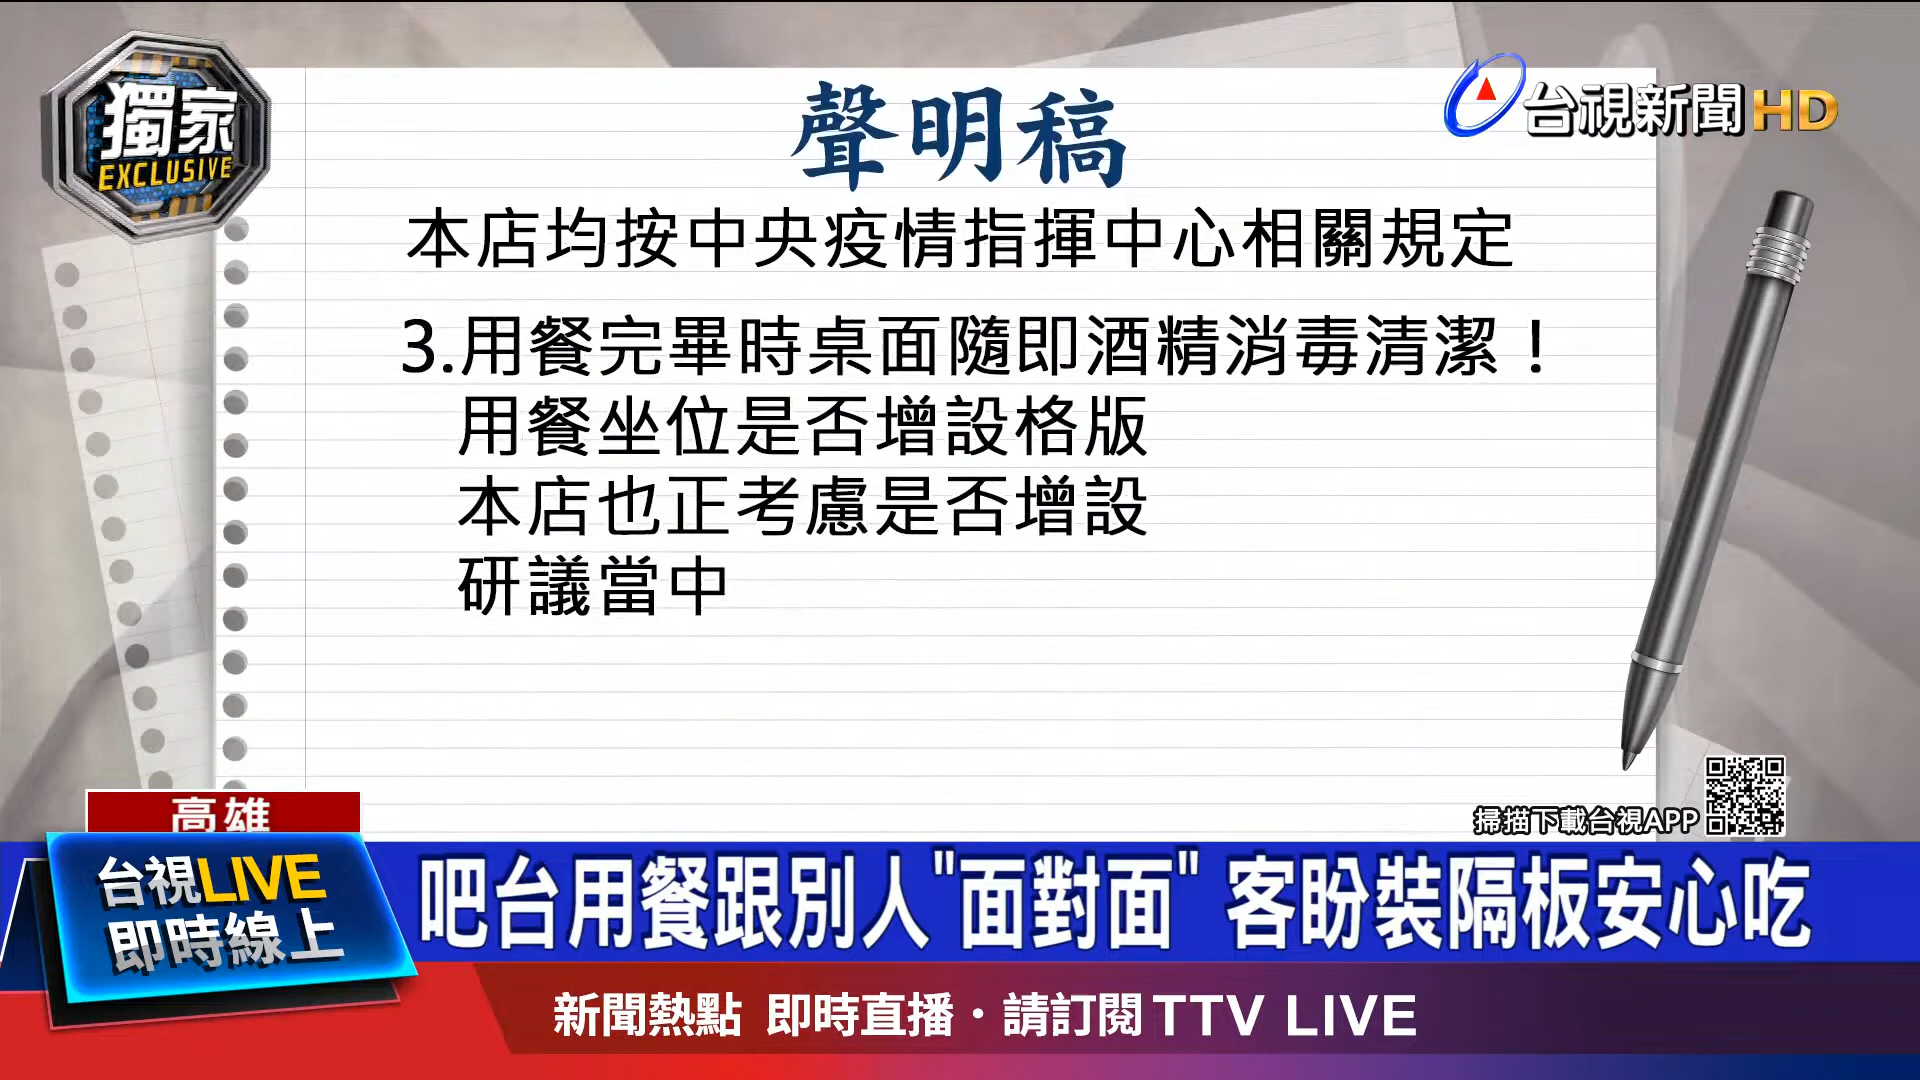 獨家
EXCLUSIVE
台視新聞HD
聲明稿
本店均按中央疫情指揮中心相關規定
3.用餐完畢時桌面隨即酒精消毒清潔！
用餐坐位是否增設格版
本店也正考慮是否增設
研議當中
掃描下載台視APP
高雄
台視LIVE
即時線上
吧台用餐跟別人"面對面" 客盼裝隔板安心吃
新聞熱點 即時直播·請訂閱TTV LIVE